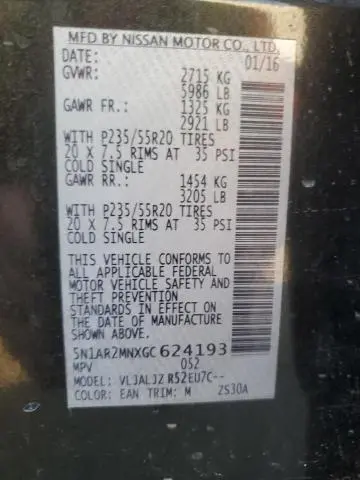 MFD BY NISSAN MOTOR CO., LTD.
DATE: 01/16
GVWR: 2715 KG
5986 LB
GAWR FR.: 1325 KG
2921 LB
WITH P235/55R20 TIRES
20 X 7.5 RIMS AT 35 PSI
COLD SINGLE
GAWR RR.: 1454 KG
3205 LB
WITH P235/55R20 TIRES
20 X 7.5 RIMS AT 35 PSI
COLD SINGLE
THIS VEHICLE CONFORMS TO
ALL APPLICABLE FEDERAL
MOTOR VEHICLE SAFETY AND
THEFT PREVENTION
STANDARDS IN EFFECT ON THE
DATE OF MANUFACTURE
SHOWN ABOVE.
5N1AR2MNXGC 624193
MPV 052
MODEL: VLJALJZ R52EU7C--
COLOR: EAN TRIM: M 2S30A